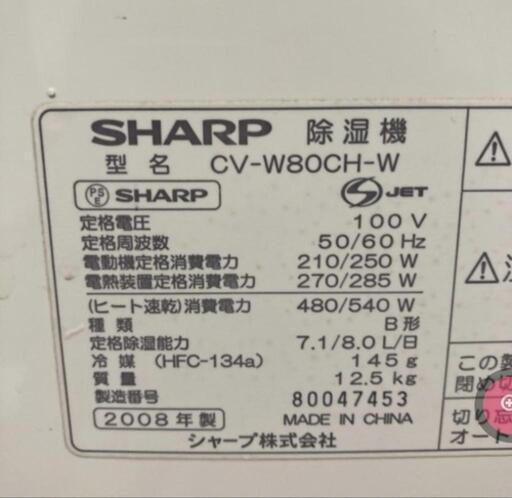 SHARP 除湿機
型名 CV-W80CH-W
PS E SHARP S JET
定格電圧 100 V
定格周波数 50/60 Hz
電動機定格消費電力 210/250 W
電熱装置定格消費電力 270/285 W
(ヒート速乾)消費電力 480/540 W
種類 B形
定格除湿能力 7.1/8.0 L/日
冷媒 (HFC-134a) 145 g
質量 12.5 kg
製造番号 80047453
2008年製 MADE IN CHINA
シャープ株式会社
この
閉め切
オート